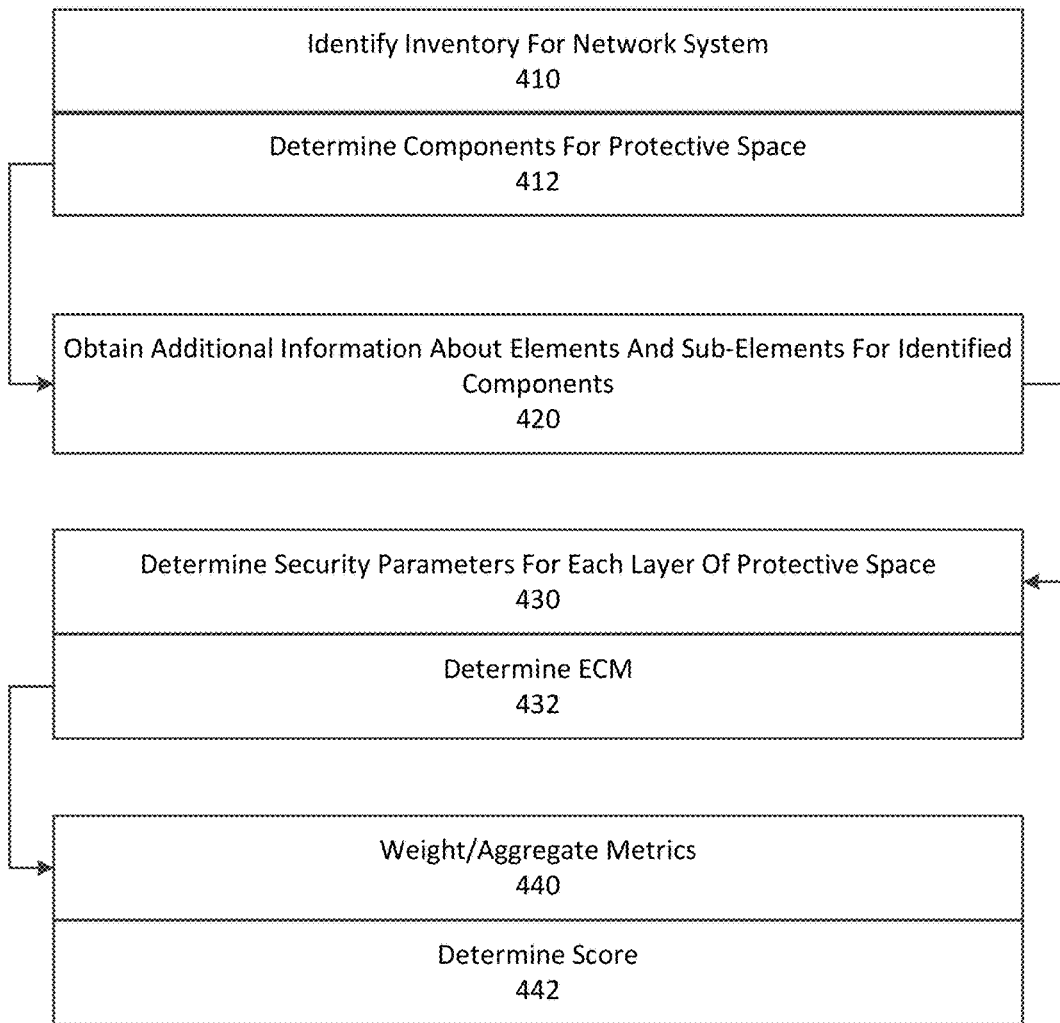 Identify Inventory For Network System
410
Determine Components For Protective Space
412
Obtain Additional Information About Elements And Sub-Elements For Identified
Components
420
Determine Security Parameters For Each Layer Of Protective Space
430
Determine ECM
432
Weight/Aggregate Metrics
440
Determine Score
442